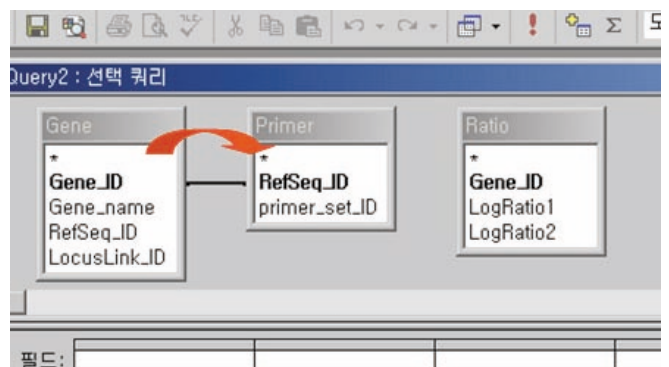 Query2 : 선택 쿼리
Gene
*
Gene_ID
Gene_name
RefSeq_ID
LocusLink_ID
Primer
*
RefSeq_ID
primer_set_ID
Ratio
*
Gene_ID
LogRatio1
LogRatio2
필드: